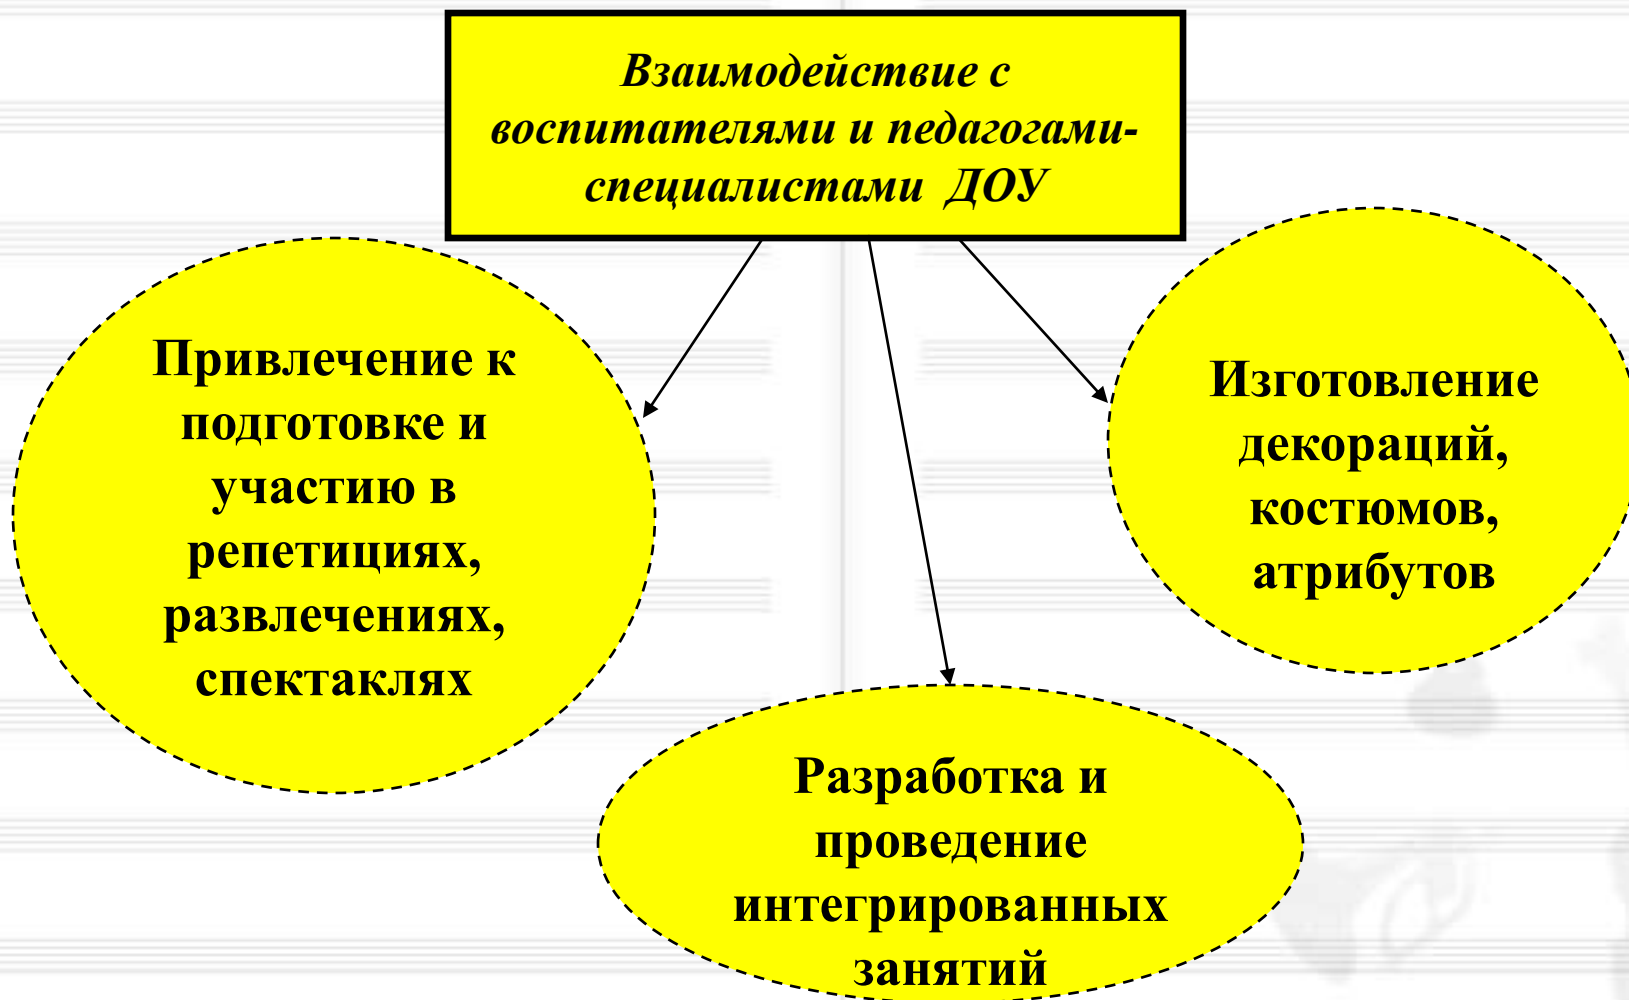 Взаимодействие с
воспитателями и педагогами-
специалистами ДОУ
Привлечение к
подготовке и
участию в
репетициях,
развлечениях,
спектаклях
Изготовление
декораций,
костюмов,
атрибутов
Разработка и
проведение
интегрированных
занятий